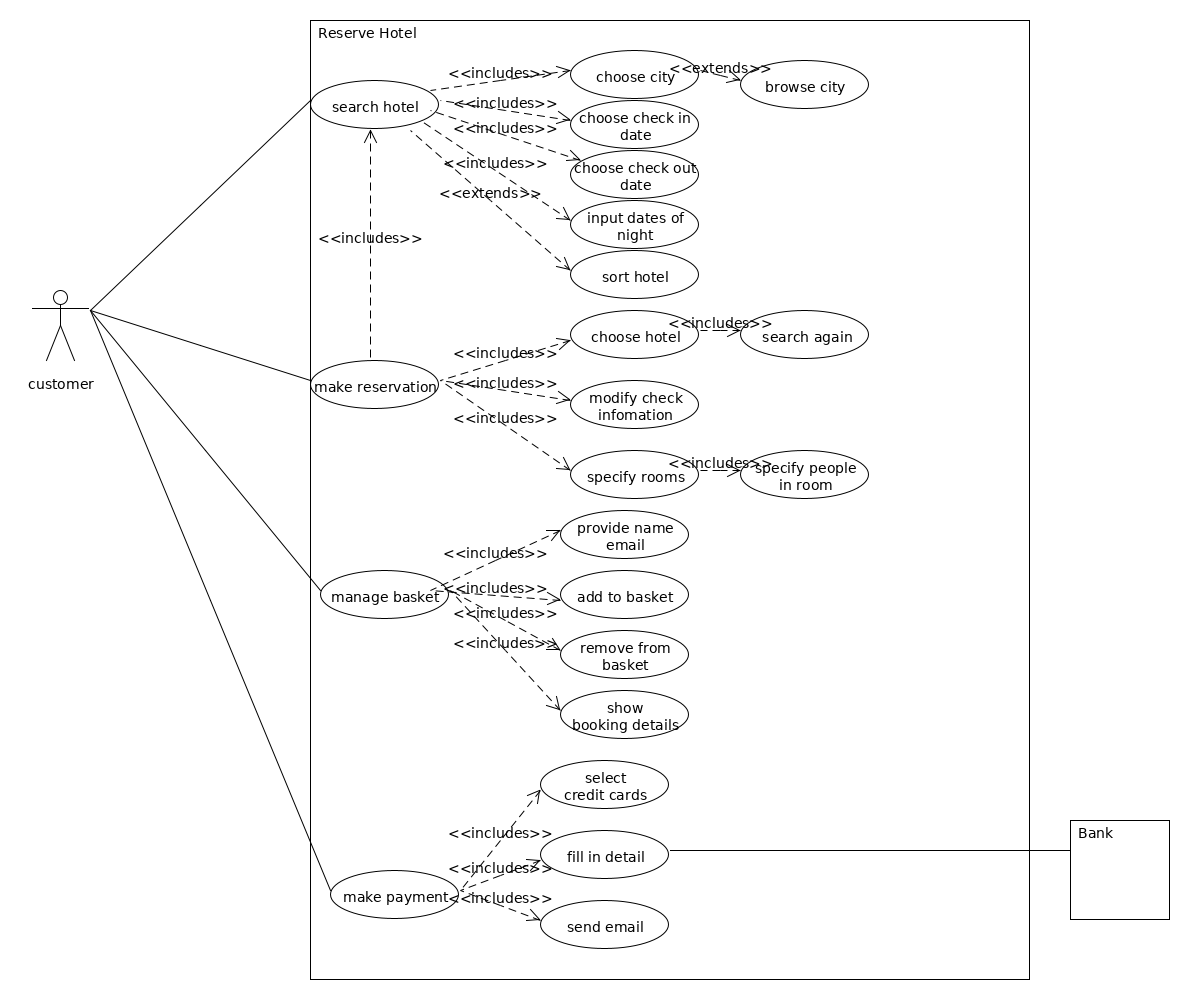 Reserve Hotel
search hotel
<<includes>>
choose city
<<extends>>
browse city
<<includes>>
choose check in
date
<<includes>>
choose check out
date
<<includes>>
input dates of
night
<<extends>>
sort hotel
<<includes>>
customer
make reservation
<<includes>>
choose hotel
<<includes>>
search again
<<includes>>
modify check
infomation
<<includes>>
specify rooms
<<includes>>
specify people
in room
manage basket
<<includes>>
provide name
email
<<includes>>
add to basket
<<includes>>
remove from
basket
<<includes>>
show
booking details
make payment
<<includes>>
select
credit cards
<<includes>>
fill in detail
Bank
<<includes>>
send email